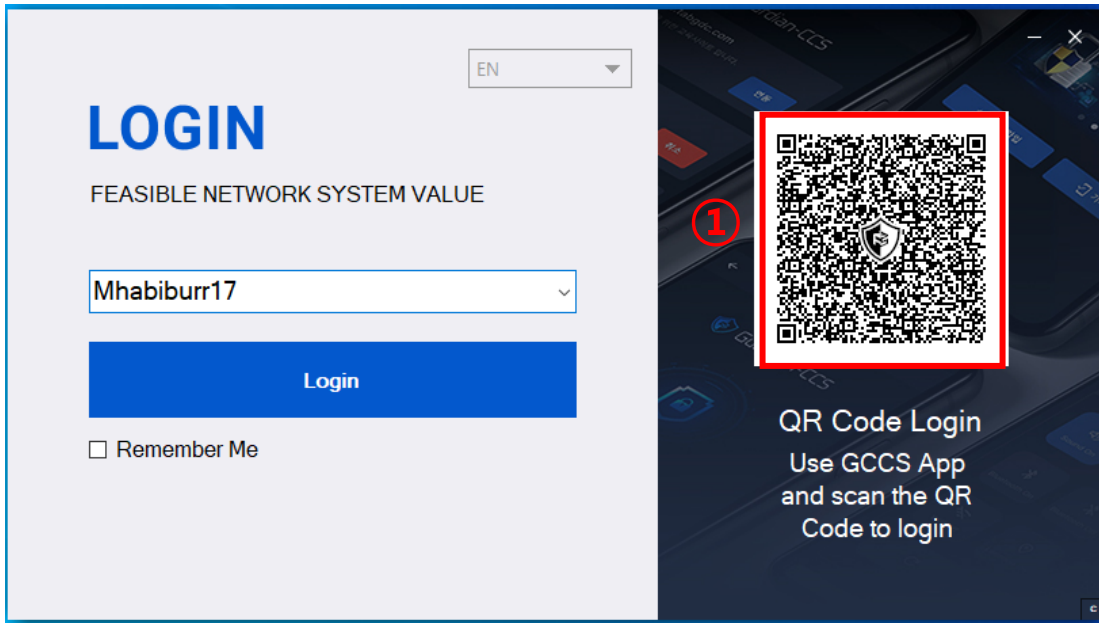 EN
LOGIN
FEASIBLE NETWORK SYSTEM VALUE
Mhabiburr17
Login
Remember Me
①
QR Code Login
Use GCCS App
and scan the QR
Code to login